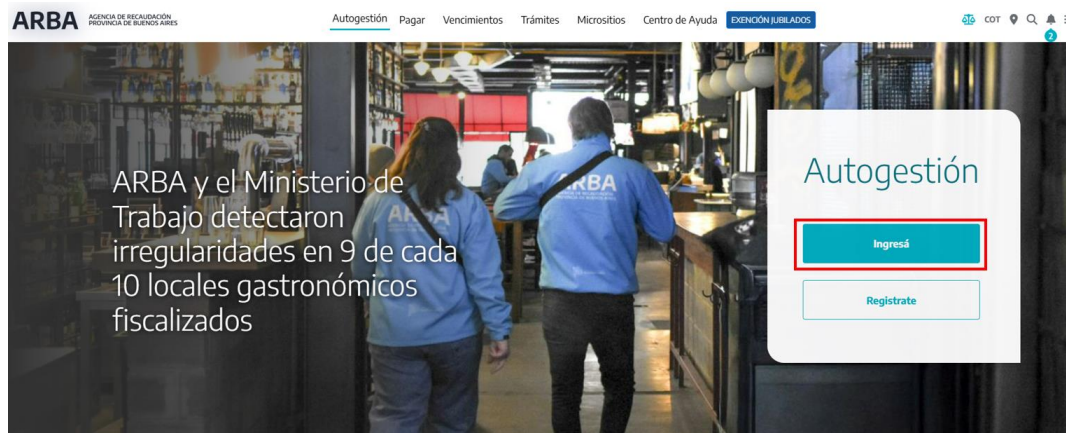 ARBA
AGENCIA DE RECAUDACIÓN
PROVINCIA DE BUENOS AIRES
Autogestión Pagar Vencimientos Trámites Micrositios Centro de Ayuda EXENCIÓN JUBILADOS
COT
2
ARBA y el Ministerio de
Trabajo detectaron
irregularidades en 9 de cada
10 locales gastronómicos
fiscalizados
ARBA
ARBA
Autogestión
Ingresá
Registrate